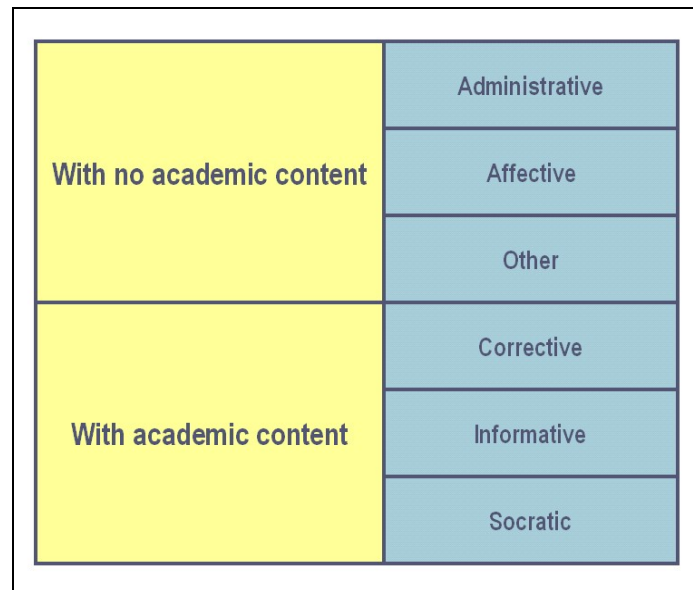 With no academic content
Administrative
Affective
Other
With academic content
Corrective
Informative
Socratic